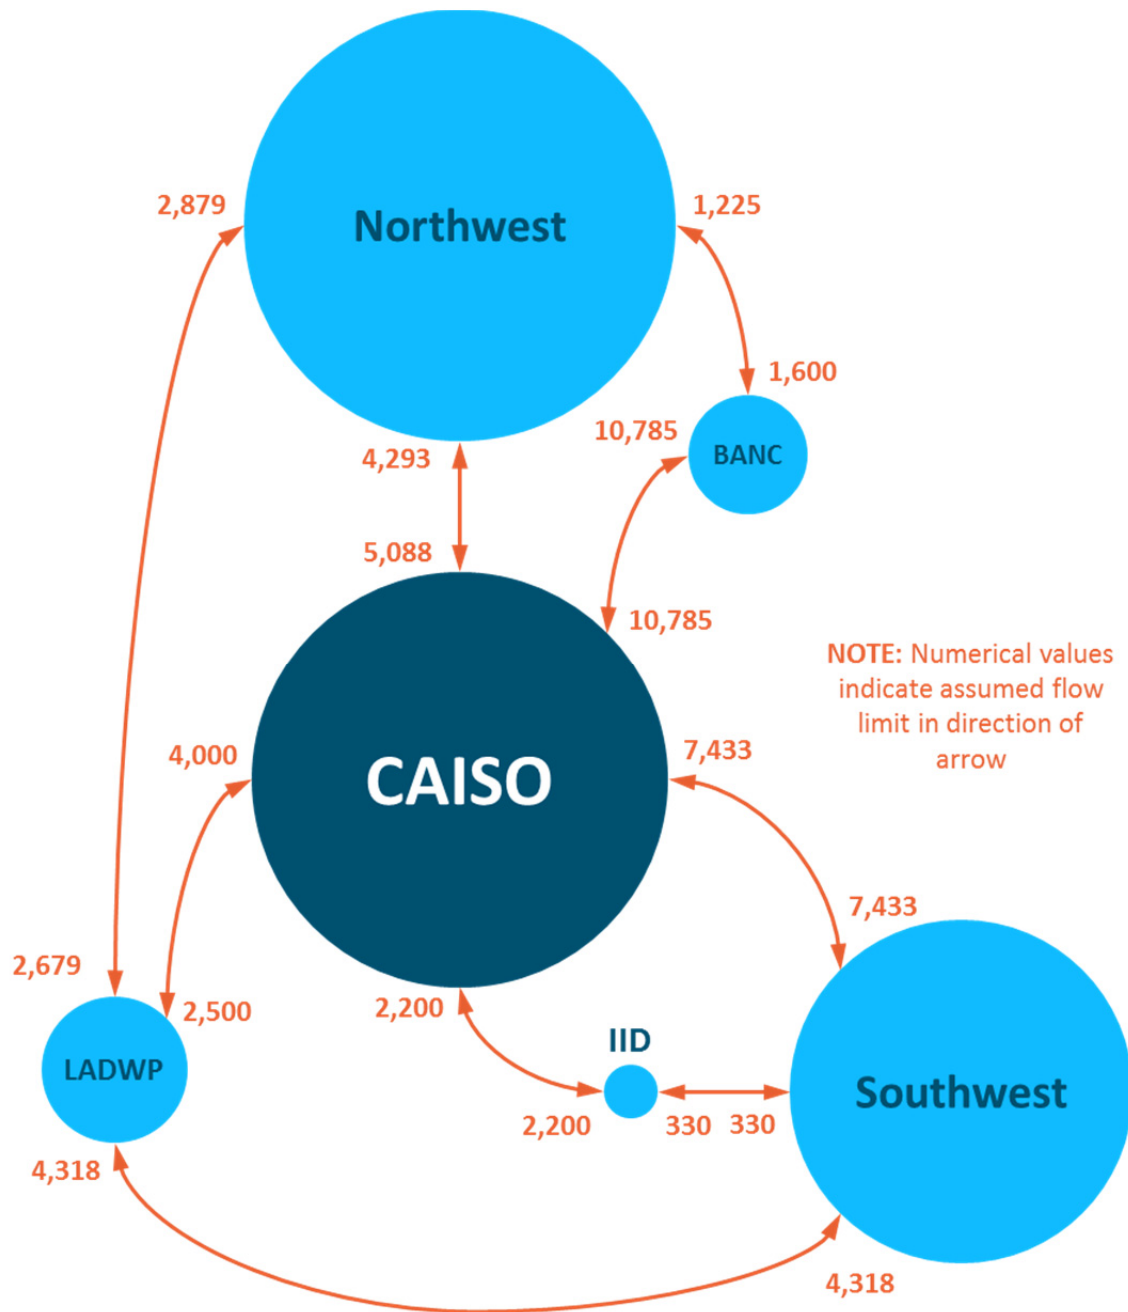 2,879
Northwest
1,225
1,600
10,785
BANC
4,293
5,088
10,785
NOTE: Numerical values
indicate assumed flow
limit in direction of
arrow
4,000
CAISO
7,433
7,433
2,679
2,500
2,200
LADWP
IID
Southwest
2,200
330
330
4,318
4,318